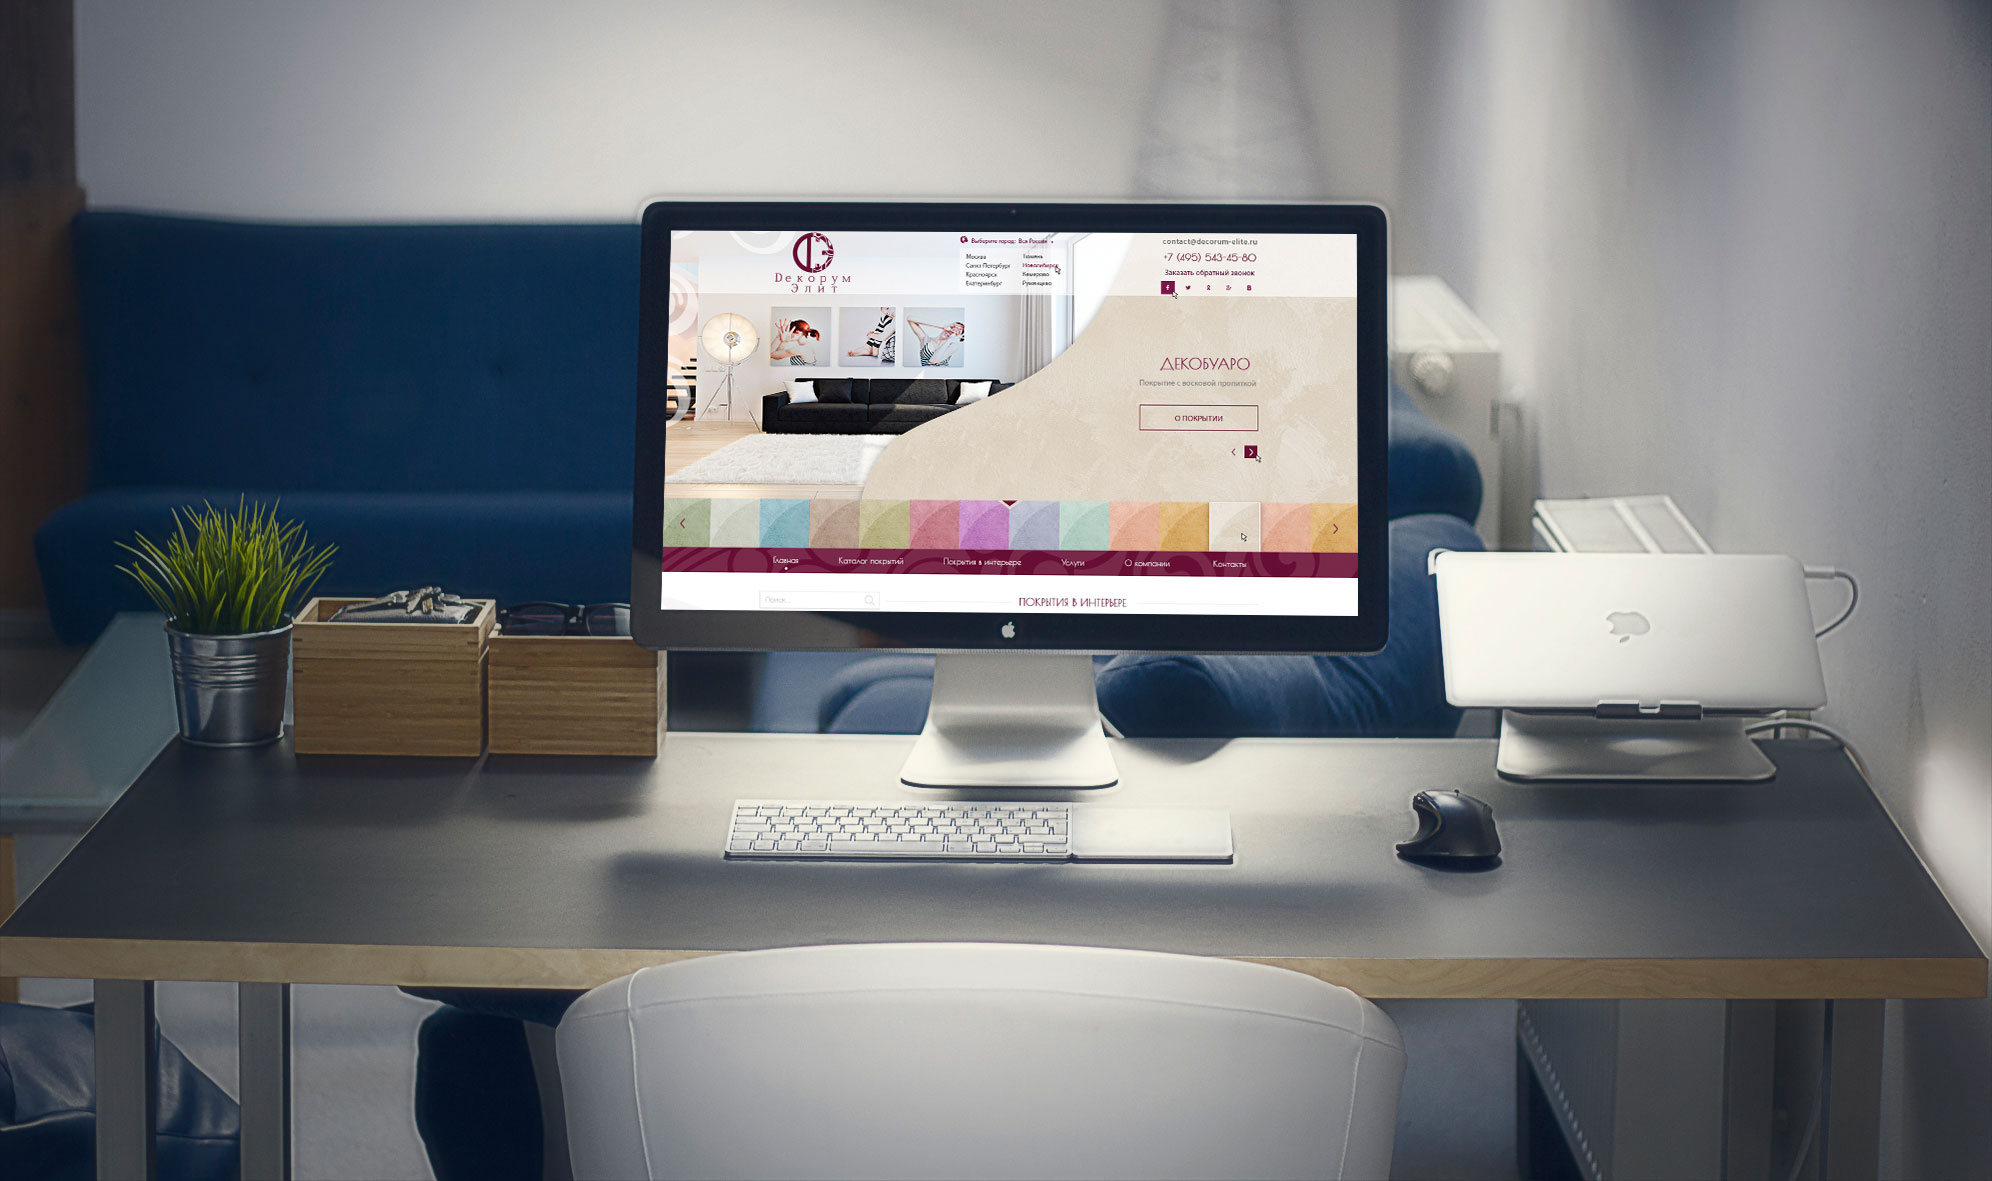 Dекорум
Элит
Выберите город: Вся Россия
Москва
Санкт-Петербург
Красноярск
Екатеринбург
Тюмень
Новосибирск
Кемерово
Румянцево
contact@decorum-elite.ru
+7 (495) 543-45-80
Заказать обратный звонок
ДЕКОБУАРО
Покрытие с восковой пропиткой
О ПОКРЫТИИ
Главная
Каталог покрытий
Покрытия в интерьере
Услуги
О компании
Контакты
Поиск...
ПОКРЫТИЯ В ИНТЕРЬЕРЕ